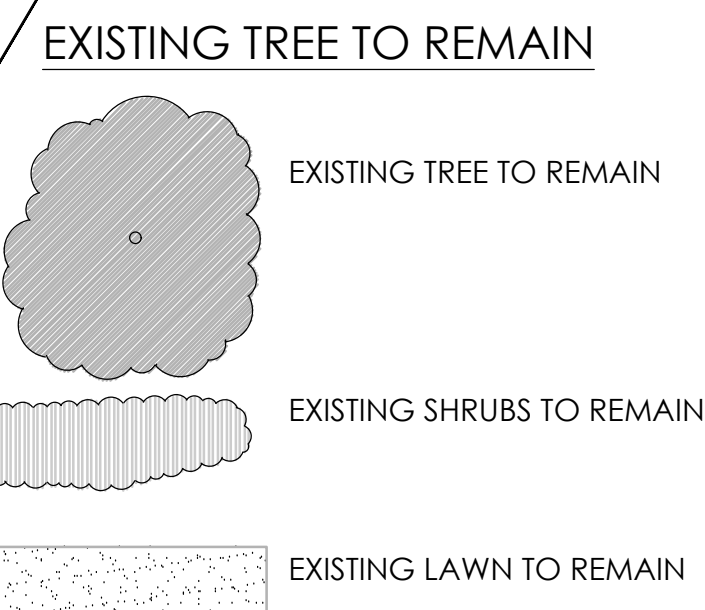 EXISTING TREE TO REMAIN
EXISTING TREE TO REMAIN
EXISTING SHRUBS TO REMAIN
EXISTING LAWN TO REMAIN